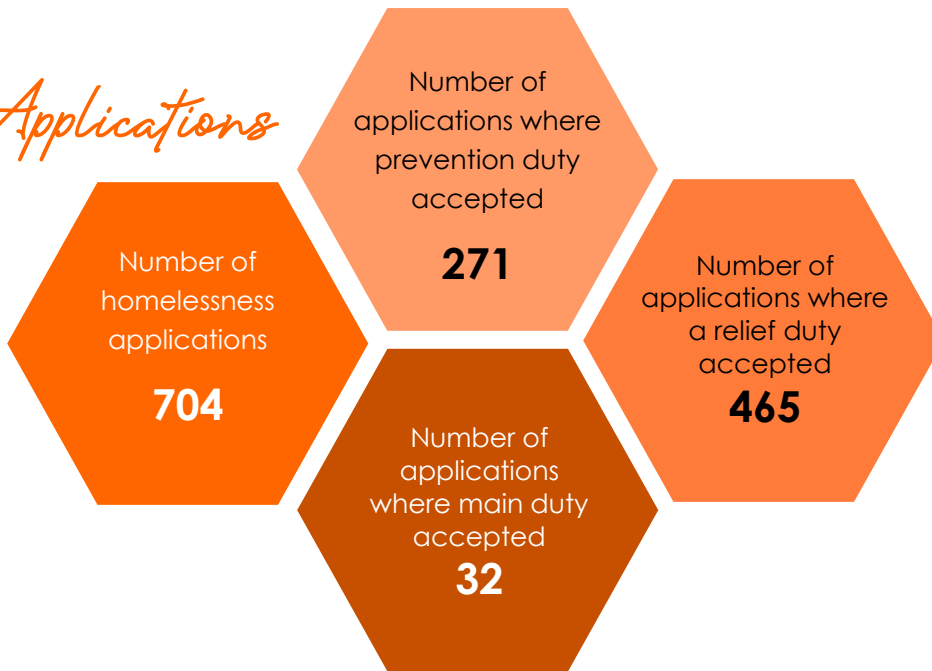 Applications
Number of
applications where
prevention duty
accepted
271
Number of
homelessness
applications
704
Number of
applications where
a relief duty
accepted
465
Number of
applications
where main duty
accepted
32